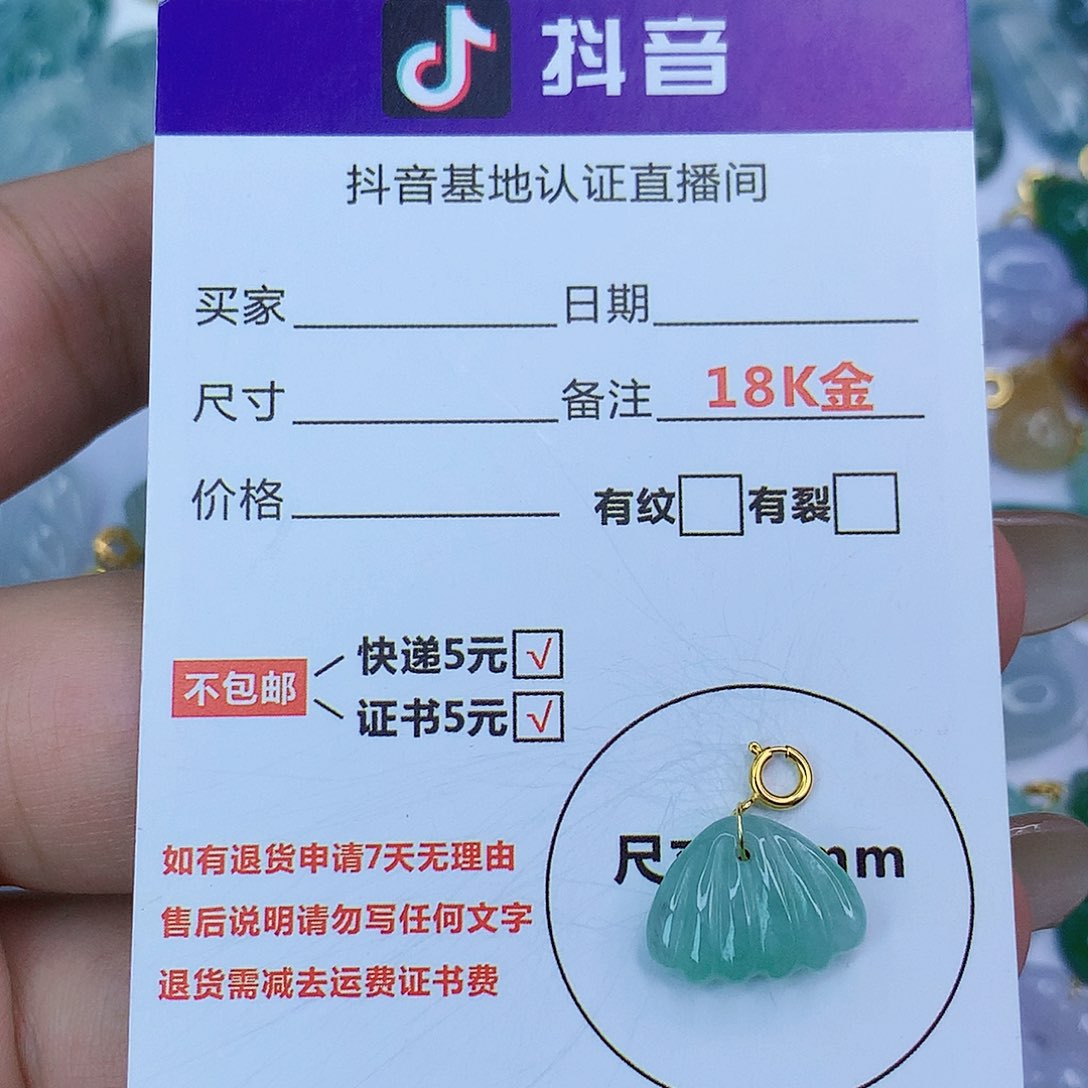 抖音
抖音基地认证直播间
买家 日期
尺寸 备注 18K金
价格 有纹 有裂
不包邮
快递5元 √
证书5元 √
如有退货申请7天无理由
售后说明请勿写任何文字
退货需减去运费证书费
尺 mm